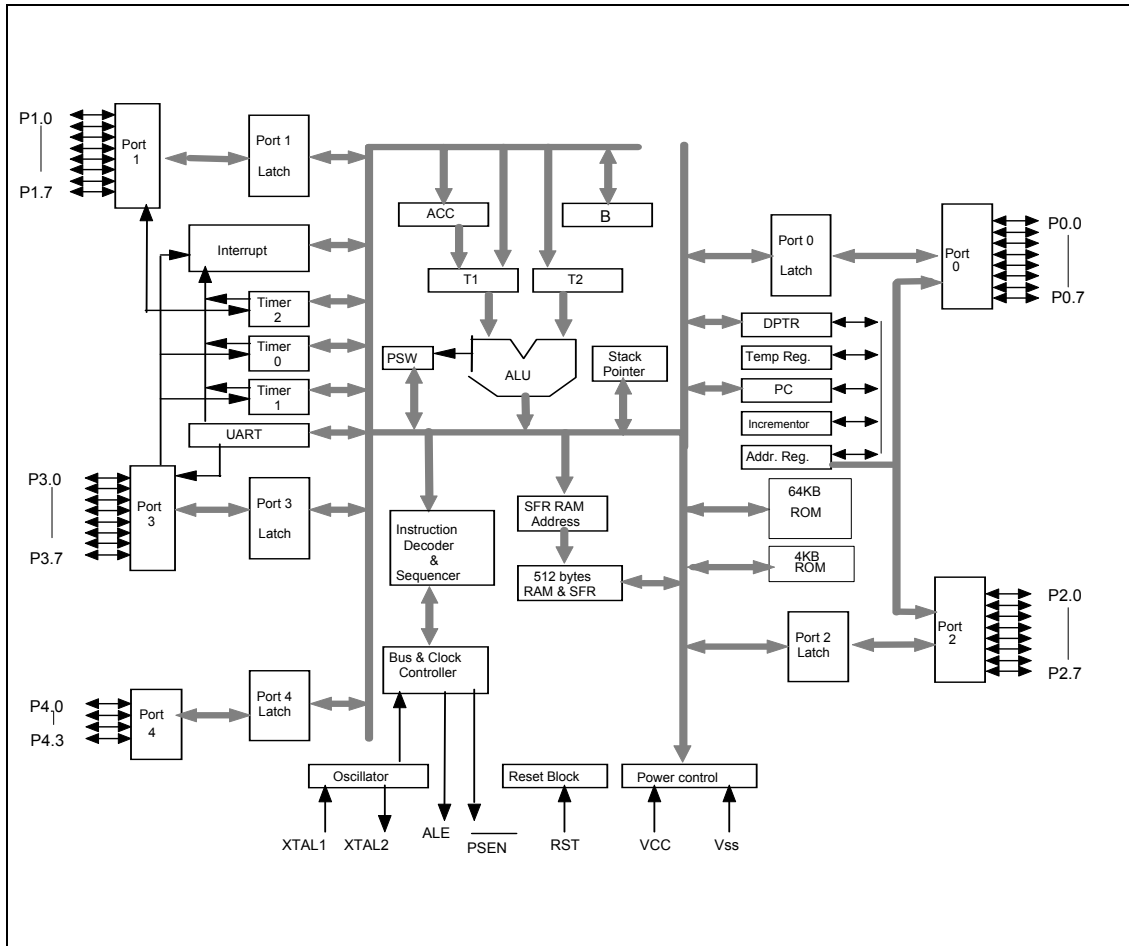 P1.0
P1.7
Port
1
Port 1
Latch
Interrupt
Timer
2
Timer
0
Timer
1
UART
P3.0
P3.7
Port
3
Port 3
Latch
P4.0
P4.3
Port
4
Port 4
Latch
ACC
B
T1
T2
PSW
ALU
Stack
Pointer
Instruction
Decoder
&
Sequencer
SFR RAM
Address
512 bytes
RAM & SFR
Bus & Clock
Controller
Oscillator
Reset Block
Power control
XTAL1
XTAL2
ALE
PSEN
RST
VCC
Vss
Port 0
Latch
Port
0
P0.0
P0.7
DPTR
Temp Reg.
PC
Incrementor
Addr. Reg.
64KB
ROM
4KB
ROM
Port 2
Latch
Port
2
P2.0
P2.7